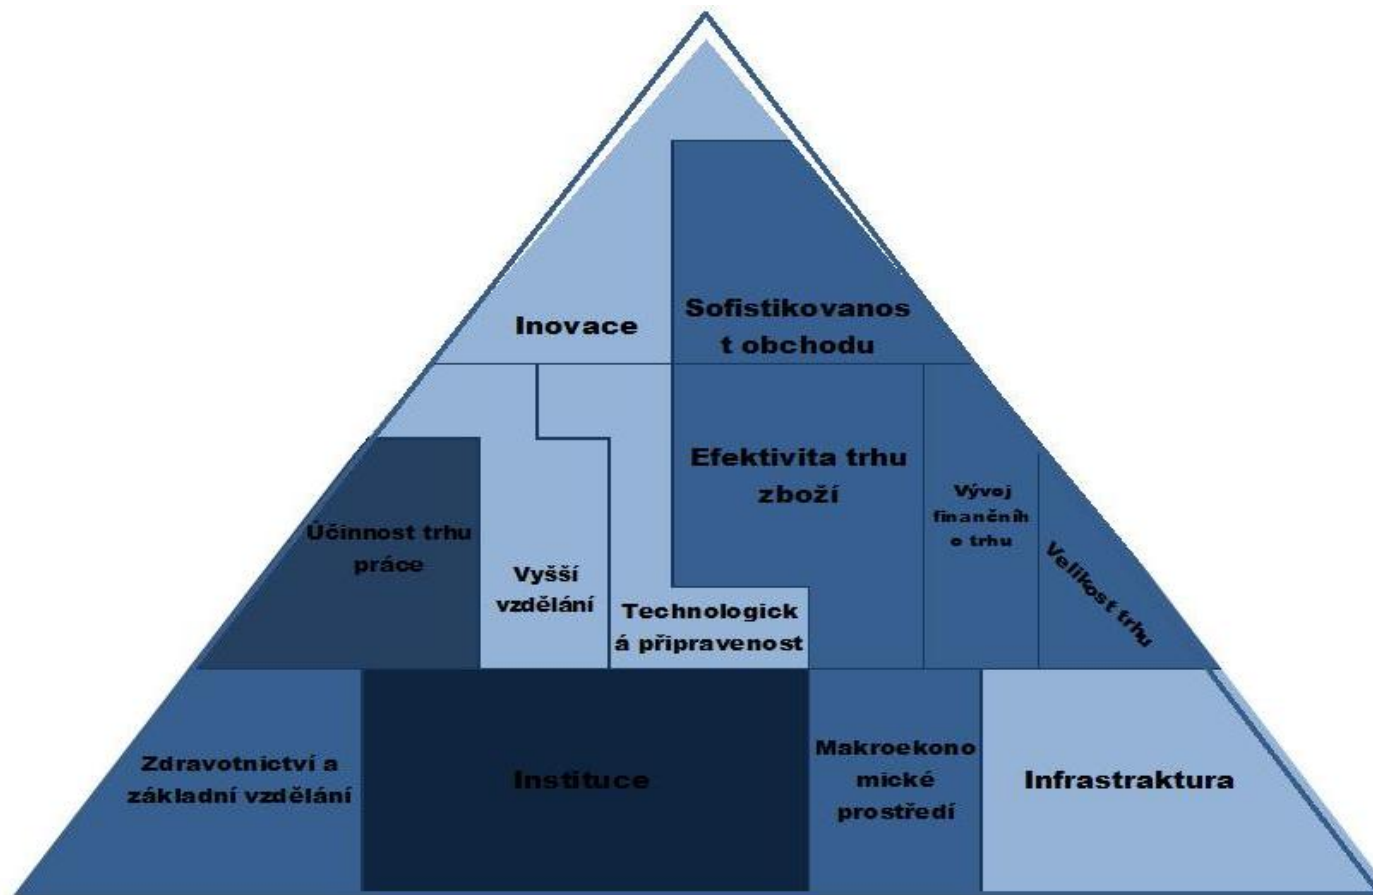 Inovace
Sofistikovanos
t obchodu
Účinnost trhu
práce
Vyšší
vzdělání
Technologick
á připravenost
Efektivita trhu
zboží
Vývoj
finančníh
o trhu
Velikost trhu
Zdravotnictví a
základní vzdělání
Instituce
Makroekono
mické
prostředí
Infrastraktura